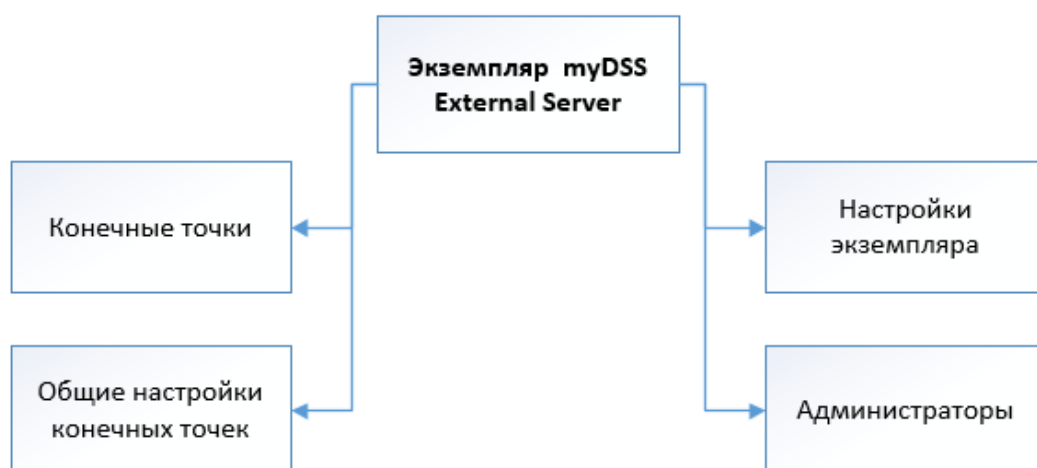 Экземпляр myDSS
External Server
Конечные точки
Настройки
экземпляра
Общие настройки
конечных точек
Администраторы